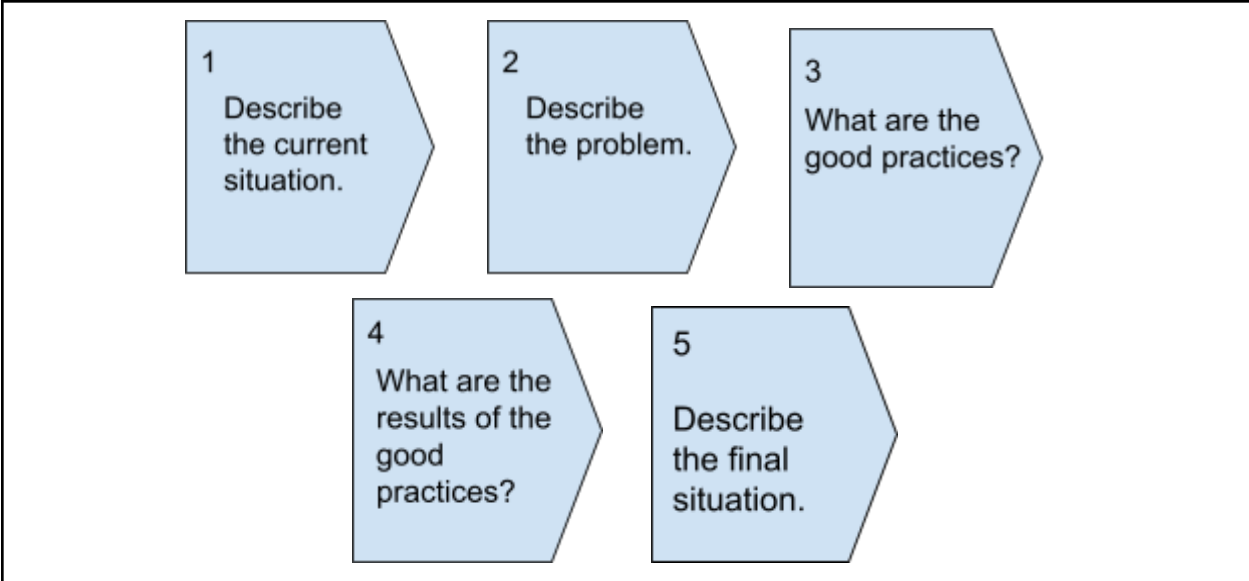 1
Describe
the current
situation.
2
Describe
the problem.
3
What are the
good practices?
4
What are the
results of the
good
practices?
5
Describe
the final
situation.